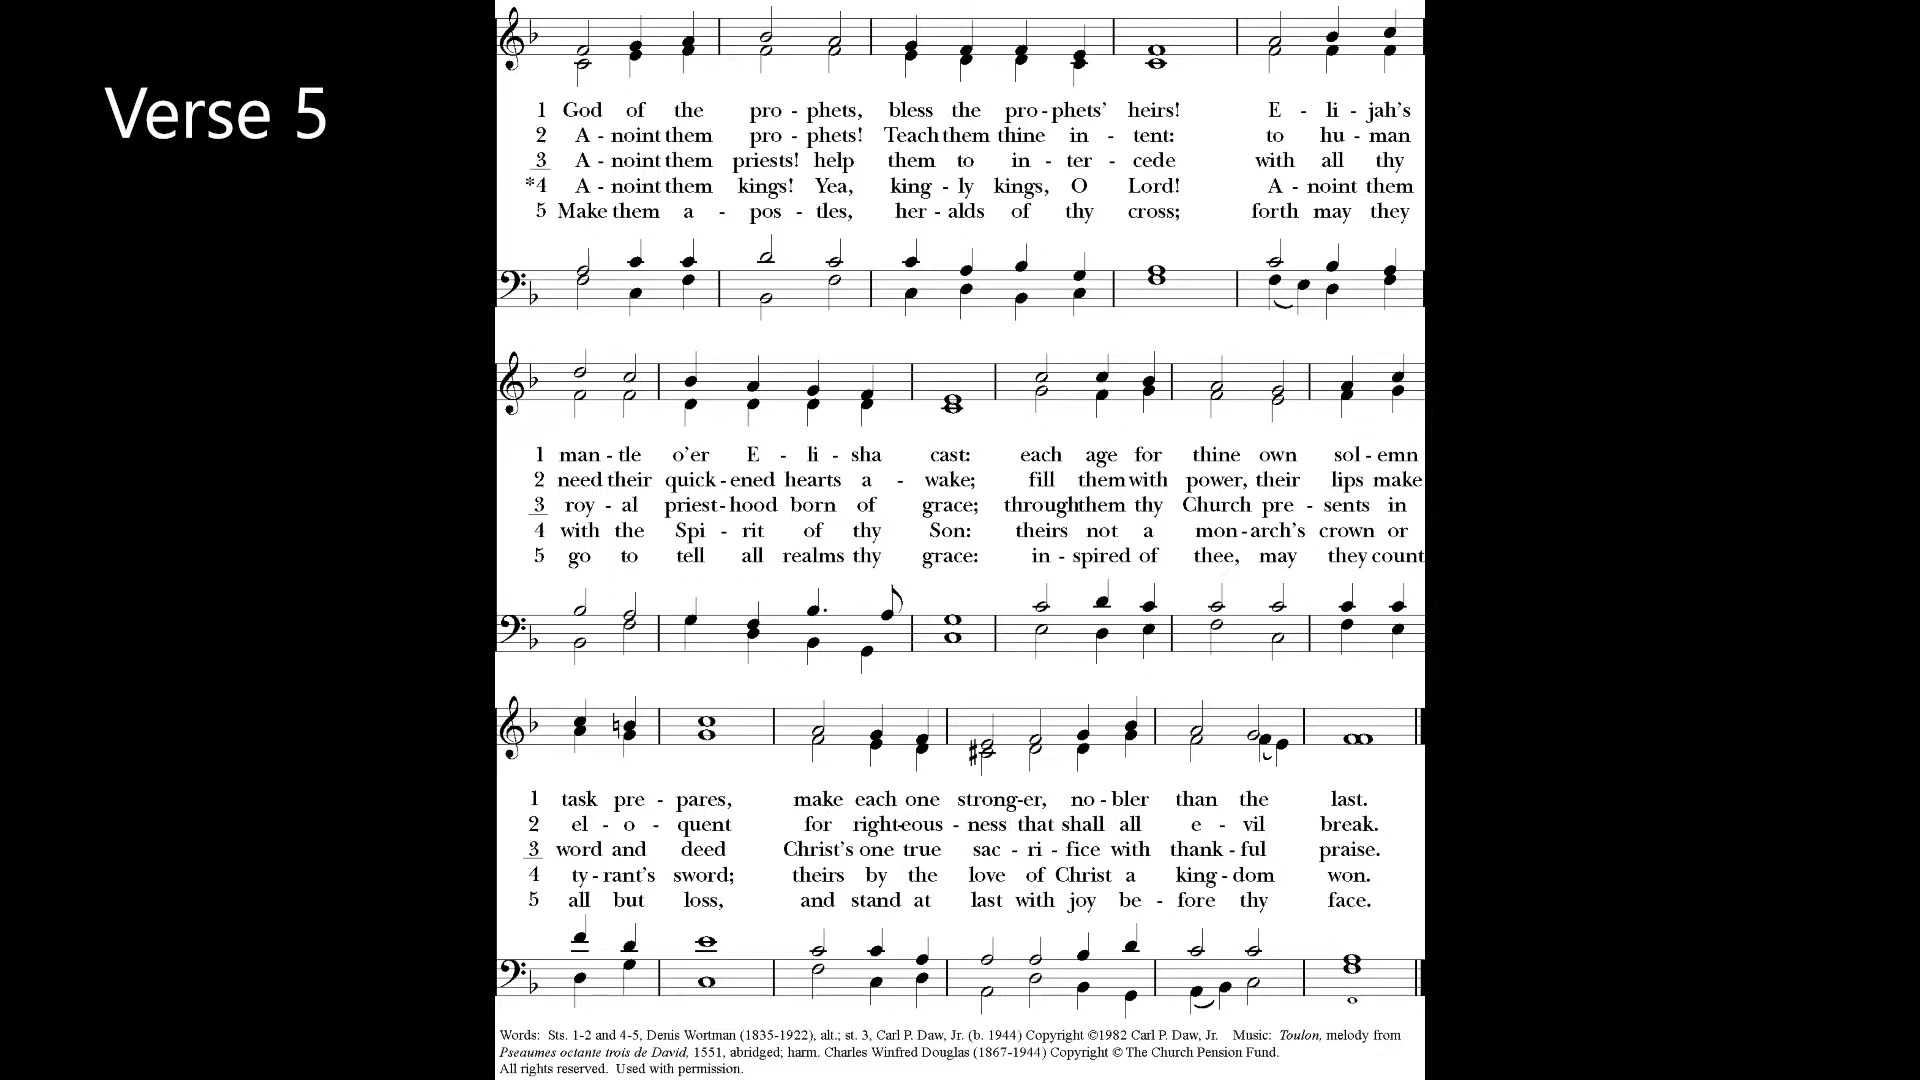 Verse 5
1 God of the pro - phets, bless the pro - phets' heirs! E - li - jah's
2 A - noint them pro - phets! Teach them thine in - tent: to hu - man
3 A - noint them priests! help them to in - ter - cede with all thy
*4 A - noint them kings! Yea, king - ly kings, O Lord! A - noint them
5 Make them a - pos - tles, her - alds of thy cross; forth may they
1 man - tle o'er E - li - sha cast: each age for thine own sol - emn
2 need their quick - ened hearts a - wake; fill them with power, their lips make
3 roy - al priest - hood born of grace; through them thy Church pre - sents in
4 with the Spi - rit of thy Son: theirs not a mon - arch's crown or
5 go to tell all realms thy grace: in - spired of thee, may they count
1 task pre - pares, make each one strong - er, no - bler than the last.
2 el - o - quent for right - eous - ness that shall all e - vil break.
3 word and deed Christ's one true sac - ri - fice with thank - ful praise.
4 ty - rant's sword; theirs by the love of Christ a king - dom won.
5 all but loss, and stand at last with joy be - fore thy face.
Words: Sts. 1-2 and 4-5, Denis Wortman (1835-1922), alt.; st. 3, Carl P. Daw, Jr. (b. 1944) Copyright ©1982 Carl P. Daw, Jr. Music: Toulon, melody from
Pseaumes octante trois de David, 1551, abridged; harm. Charles Winfred Douglas (1867-1944) Copyright © The Church Pension Fund.
All rights reserved. Used with permission.